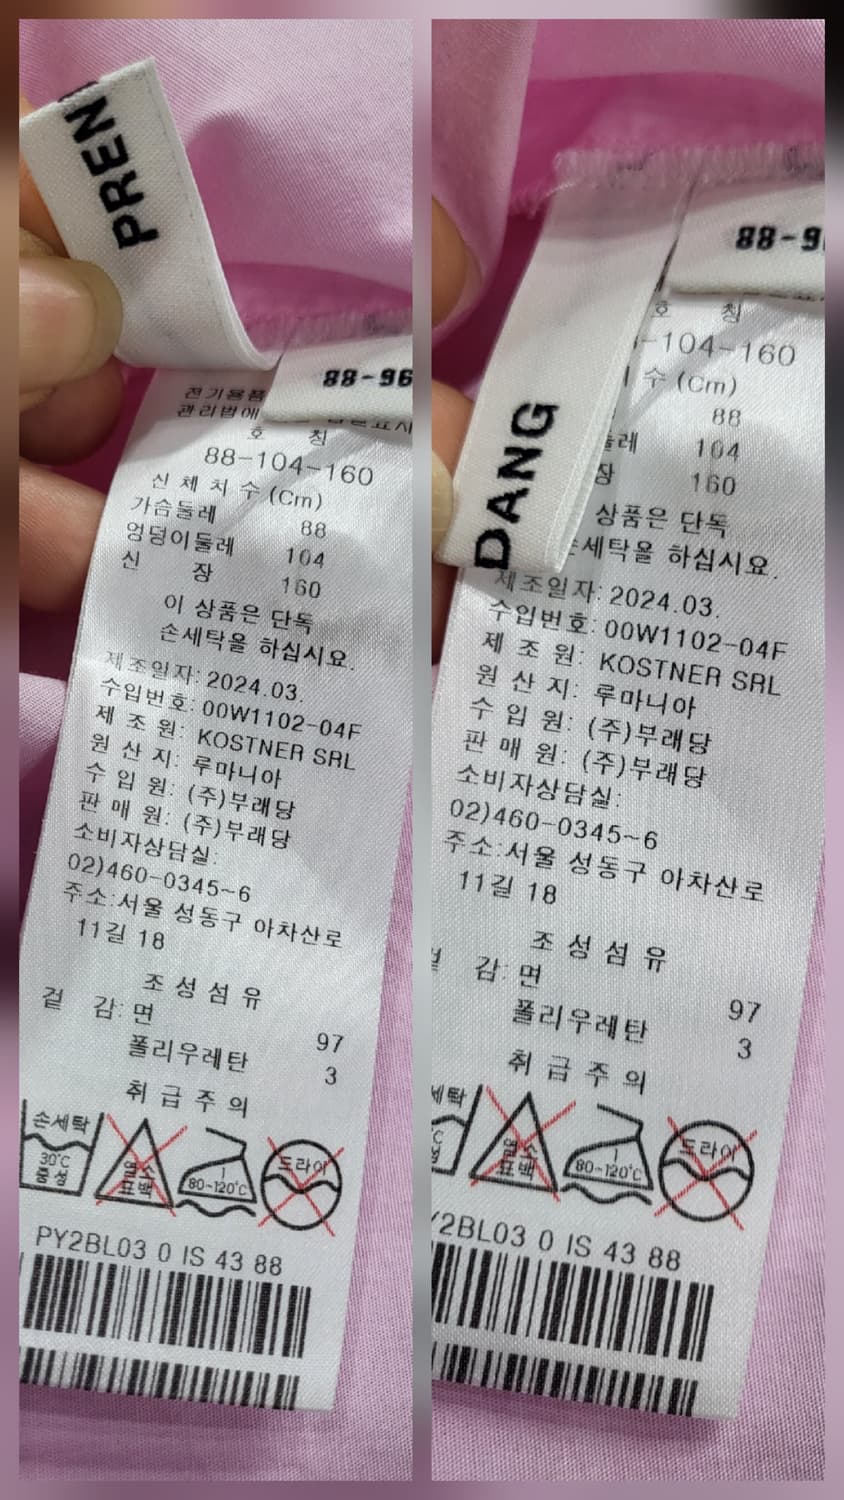 PREN
88-96
전기용품
관리법에
호 칭
88-104-160
신체치수(Cm)
가슴둘레 88
엉덩이둘레 104
신 장 160
이 상품은 단독
손세탁을 하십시요.
제조일자: 2024.03.
수입번호: 00W1102-04F
제 조 원: KOSTNER SRL
원 산 지: 루마니아
수 입 원: (주)부래당
판 매 원: (주)부래당
소비자상담실:
02)460-0345~6
주소:서울 성동구 아차산로
11길 18
조성섬유
겉 감: 면 97
폴리우레탄 3
취급주의
손세탁
30℃
중성
염소
표백
80~120℃
드라이
PY2BL03 0 IS 43 88
DANG
88-9
호 칭
-104-160
수(Cm)
88
둘레 104
장 160
상품은 단독
손세탁을 하십시요.
제조일자: 2024.03.
수입번호: 00W1102-04F
제 조 원: KOSTNER SRL
원 산 지: 루마니아
수 입 원: (주)부래당
판 매 원: (주)부래당
소비자상담실:
02)460-0345~6
주소:서울 성동구 아차산로
11길 18
조성섬유
감: 면 97
폴리우레탄 3
취급주의
세탁
염소
표백
80~120℃
드라이
Y2BL03 0 IS 43 88